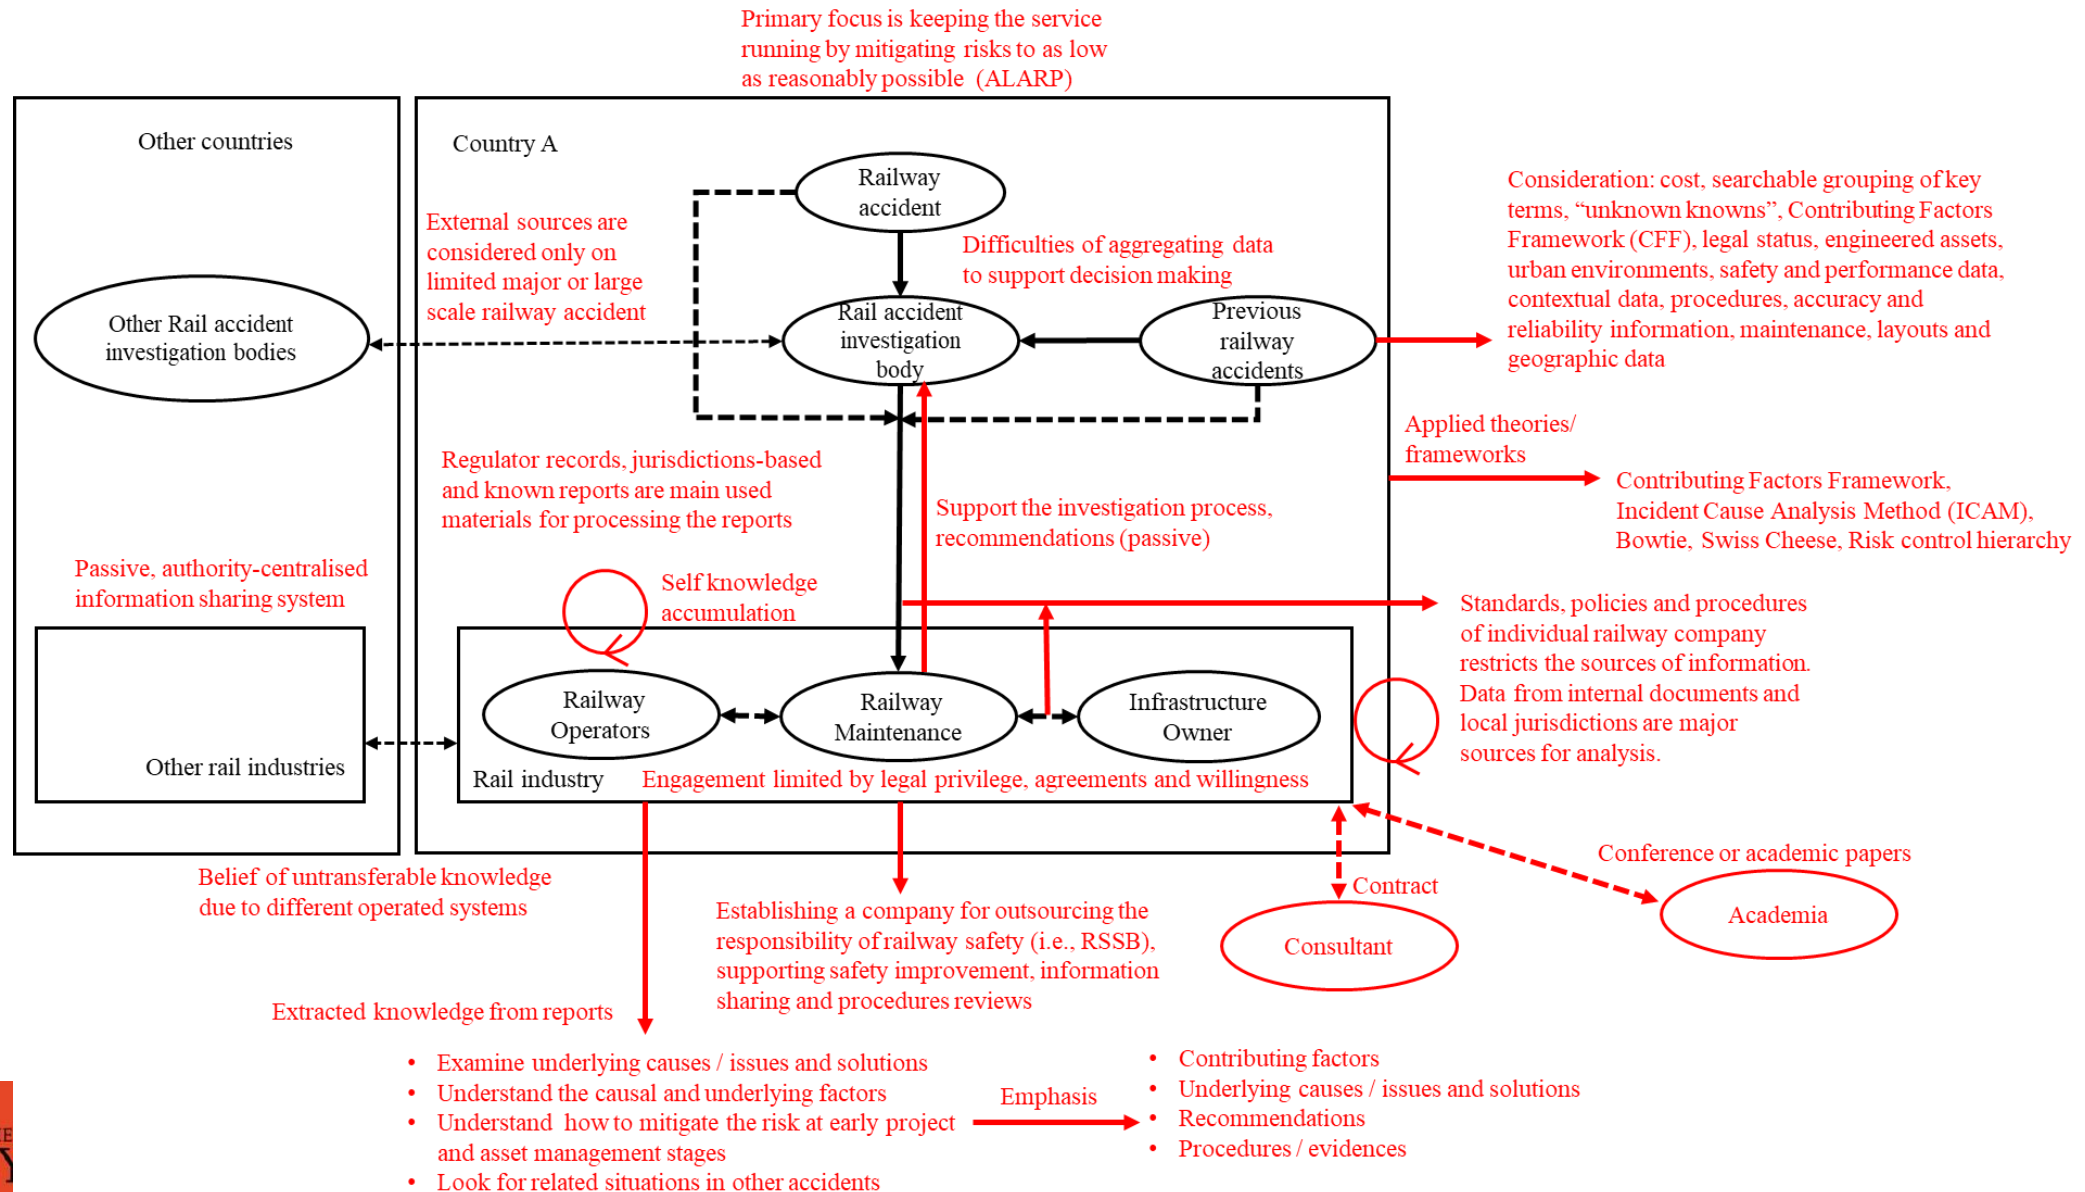 Primary focus is keeping the service
running by mitigating risks to as low
as reasonably possible (ALARP)
Other countries
Country A
Railway
accident
External sources are
considered only on
limited major or large
scale railway accident
Difficulties of aggregating data
to support decision making
Consideration: cost, searchable grouping of key
terms, “unknown knowns”, Contributing Factors
Framework (CFF), legal status, engineered assets,
urban environments, safety and performance data,
contextual data, procedures, accuracy and
reliability information, maintenance, layouts and
geographic data
Other Rail accident
investigation bodies
Rail accident
investigation
body
Previous
railway
accidents
Applied theories/
frameworks
Contributing Factors Framework,
Incident Cause Analysis Method (ICAM),
Bowtie, Swiss Cheese, Risk control hierarchy
Regulator records, jurisdictions-based
and known reports are main used
materials for processing the reports
Support the investigation process,
recommendations (passive)
Passive, authority-centralised
information sharing system
Self knowledge
accumulation
Standards, policies and procedures
of individual railway company
restricts the sources of information.
Data from internal documents and
local jurisdictions are major
sources for analysis.
Railway
Operators
Railway
Maintenance
Infrastructure
Owner
Other rail industries
Rail industry
Engagement limited by legal privilege, agreements and willingness
Belief of untransferable knowledge
due to different operated systems
Contract
Consultant
Conference or academic papers
Academia
Establishing a company for outsourcing the
responsibility of railway safety (i.e., RSSB),
supporting safety improvement, information
sharing and procedures reviews
Extracted knowledge from reports
• Examine underlying causes / issues and solutions
• Understand the causal and underlying factors
• Understand how to mitigate the risk at early project
and asset management stages
• Look for related situations in other accidents
Emphasis
• Contributing factors
• Underlying causes / issues and solutions
• Recommendations
• Procedures / evidences